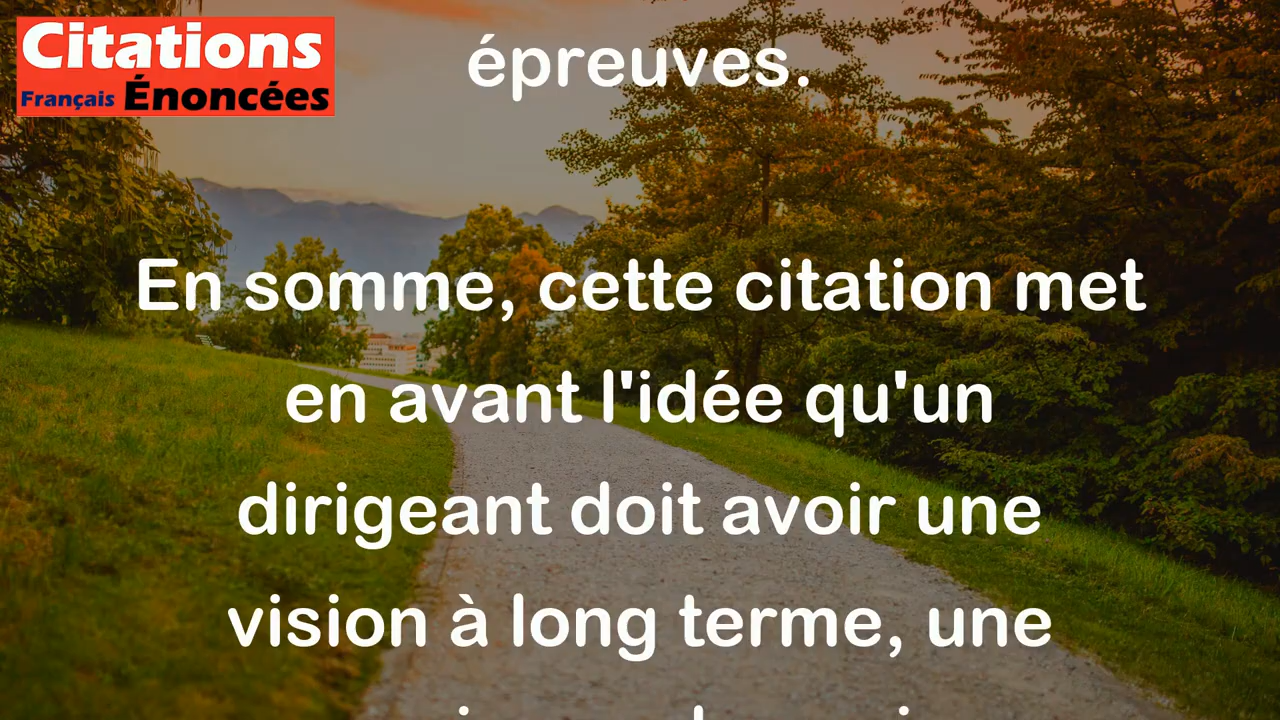 Citations
Français Énoncées
épreuves.
En somme, cette citation met
en avant l'idée qu'un
dirigeant doit avoir une
vision à long terme, une